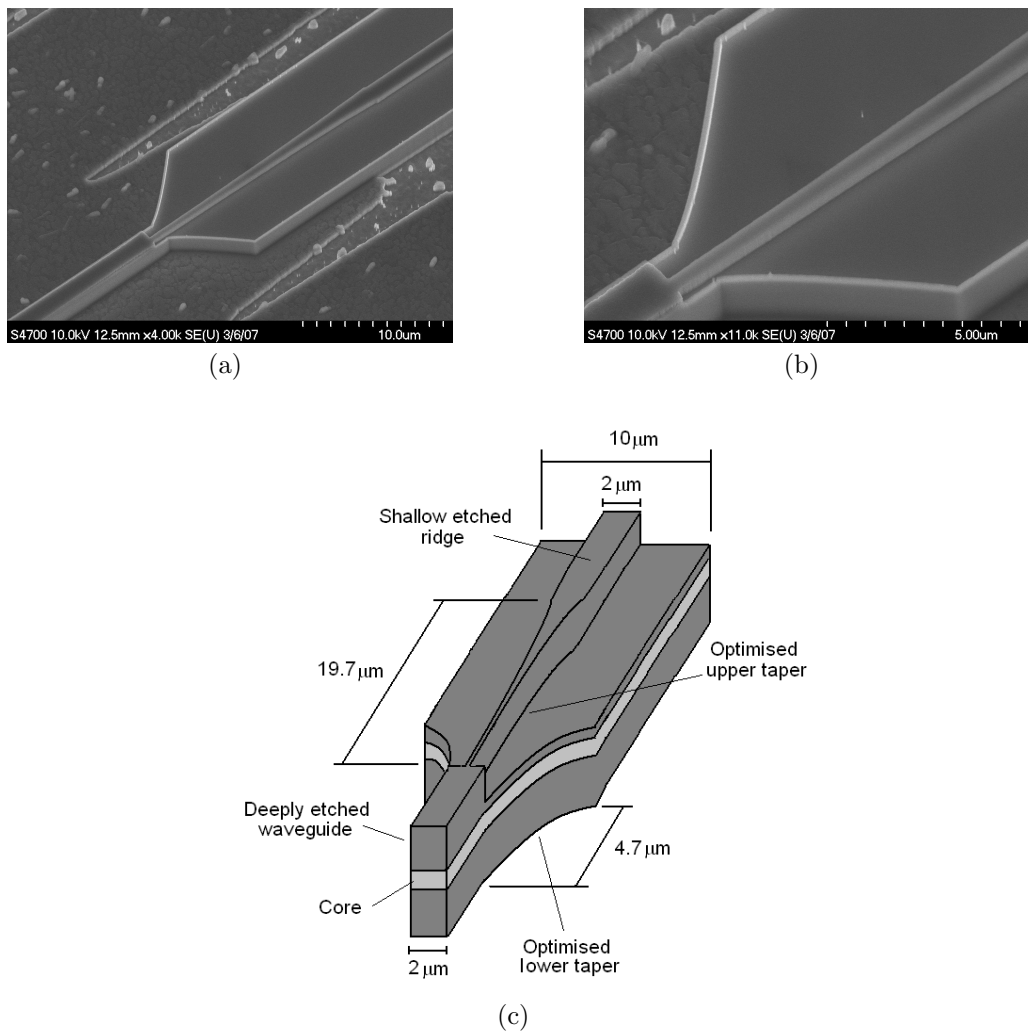 S4700 10.0kV 12.5mm x4.00k SE(U) 3/6/07 10.0um
S4700 10.0kV 12.5mm x11.0k SE(U) 3/6/07 5.00um
(a)
(b)
10μm
2μm
Shallow etched
ridge
19.7μm
Optimised
upper taper
Deeply etched
waveguide
4.7μm
Core
Optimised
lower taper
2μm
(c)